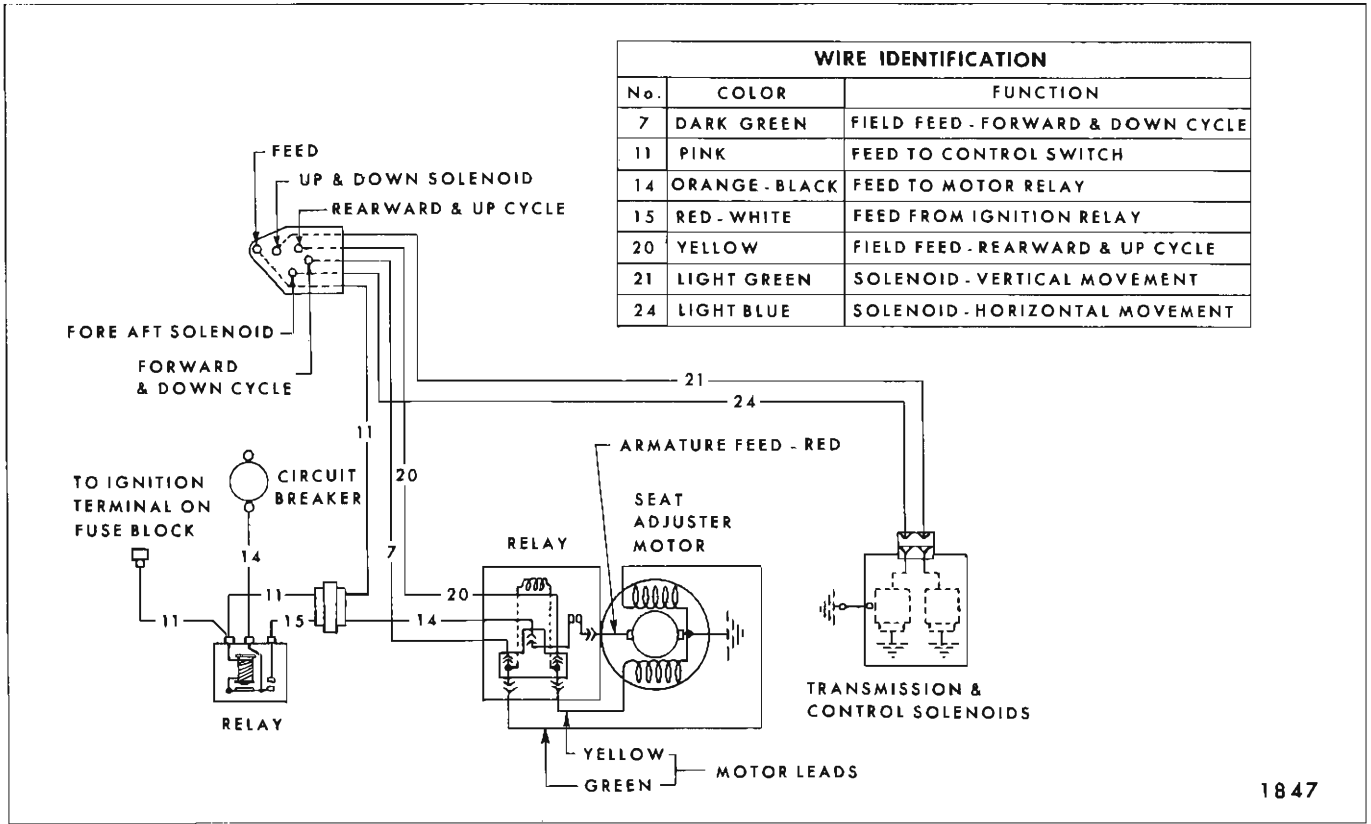 WIRE IDENTIFICATION
No. COLOR FUNCTION
7 DARK GREEN FIELD FEED - FORWARD & DOWN CYCLE
11 PINK FEED TO CONTROL SWITCH
14 ORANGE - BLACK FEED TO MOTOR RELAY
15 RED - WHITE FEED FROM IGNITION RELAY
20 YELLOW FIELD FEED - REARWARD & UP CYCLE
21 LIGHT GREEN SOLENOID - VERTICAL MOVEMENT
24 LIGHT BLUE SOLENOID - HORIZONTAL MOVEMENT
FEED
UP & DOWN SOLENOID
REARWARD & UP CYCLE
FORE AFT SOLENOID
FORWARD
& DOWN CYCLE
21
24
11
20
7
ARMATURE FEED - RED
TO IGNITION
TERMINAL ON
FUSE BLOCK
CIRCUIT
BREAKER
14
SEAT
ADJUSTER
MOTOR
RELAY
11
11
15
20
14
RELAY
TRANSMISSION &
CONTROL SOLENOIDS
YELLOW
GREEN
MOTOR LEADS
1847